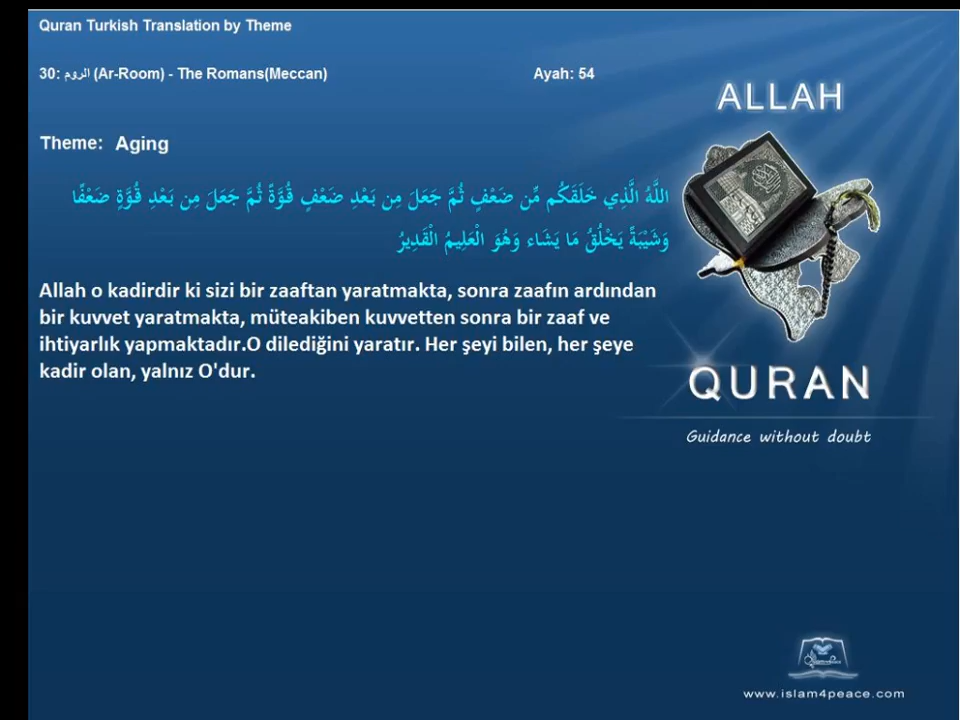 Quran Turkish Translation by Theme
30: الروم (Ar-Room) - The Romans(Meccan) Ayah: 54
ALLAH
Theme: Aging
اللَّهُ الَّذِي خَلَقَكُم مِّن ضَعْفٍ ثُمَّ جَعَلَ مِن بَعْدِ ضَعْفٍ قُوَّةً ثُمَّ جَعَلَ مِن بَعْدِ قُوَّةٍ ضَعْفًا
وَشَيْبَةً يَخْلُقُ مَا يَشَاء وَهُوَ الْعَلِيمُ الْقَدِيرُ
Allah o kadirdir ki sizi bir zaaftan yaratmakta, sonra zaafın ardından
bir kuvvet yaratmakta, müteakiben kuvvetten sonra bir zaaf ve
ihtiyarlık yapmaktadır.O dilediğini yaratır. Her şeyi bilen, her şeye
kadir olan, yalnız O'dur.
QURAN
Guidance without doubt
www.islam4peace.com